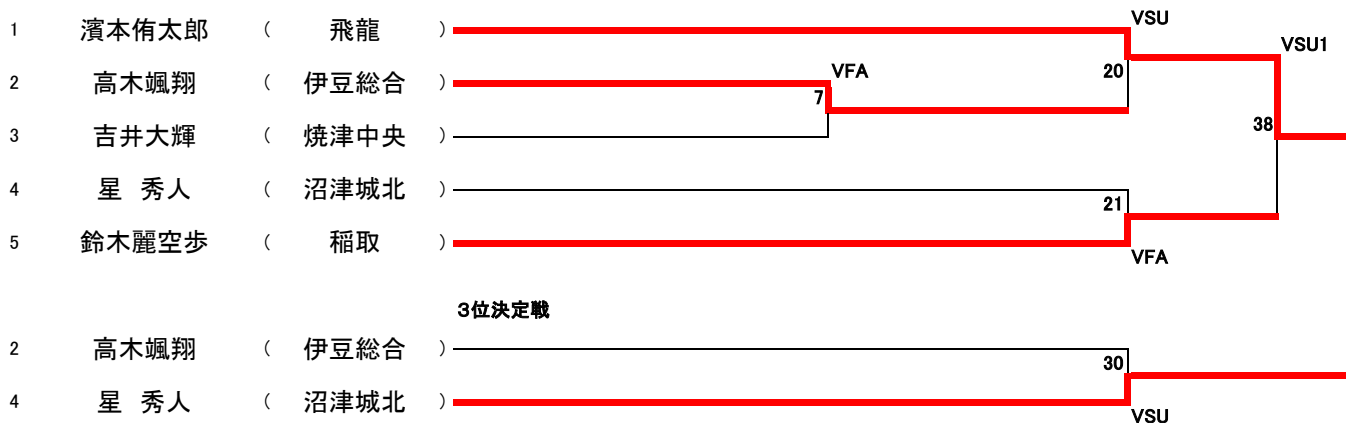 VSU
1 濱本侑太郎 ( 飛龍 )
VSU1
2 高木颯翔 ( 伊豆総合 ) VFA 20
7
3 吉井大輝 ( 焼津中央 ) 38
4 星 秀人 ( 沼津城北 )
21
5 鈴木麗空歩 ( 稲取 )
VFA
3位決定戦
2 高木颯翔 ( 伊豆総合 )
30
4 星 秀人 ( 沼津城北 )
VSU